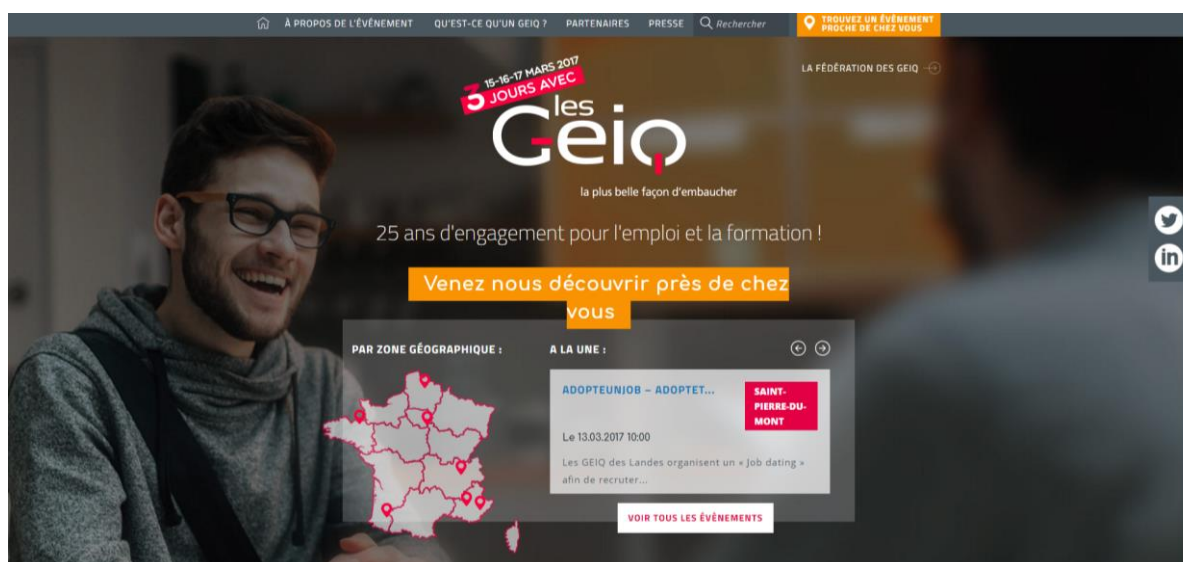 À PROPOS DE L'ÉVÉNEMENT
QU'EST-CE QU'UN GEIQ ?
PARTENAIRES
PRESSE
Rechercher
TROUVEZ UN ÉVÉNEMENT
PROCHE DE CHEZ VOUS
LA FÉDÉRATION DES GEIQ
15-16-17 MARS 2017
3 JOURS AVEC
les
GEIQ
la plus belle façon d'embaucher
25 ans d'engagement pour l'emploi et la formation !
Venez nous découvrir près de chez
vous
PAR ZONE GÉOGRAPHIQUE :
A LA UNE :
ADOPTEUNJOB – ADOPTET...
SAINT-
PIERRE-DU-
MONT
Le 13.03.2017 10:00
Les GEIQ des Landes organisent un « Job dating »
afin de recruter...
VOIR TOUS LES ÉVÉNEMENTS
in